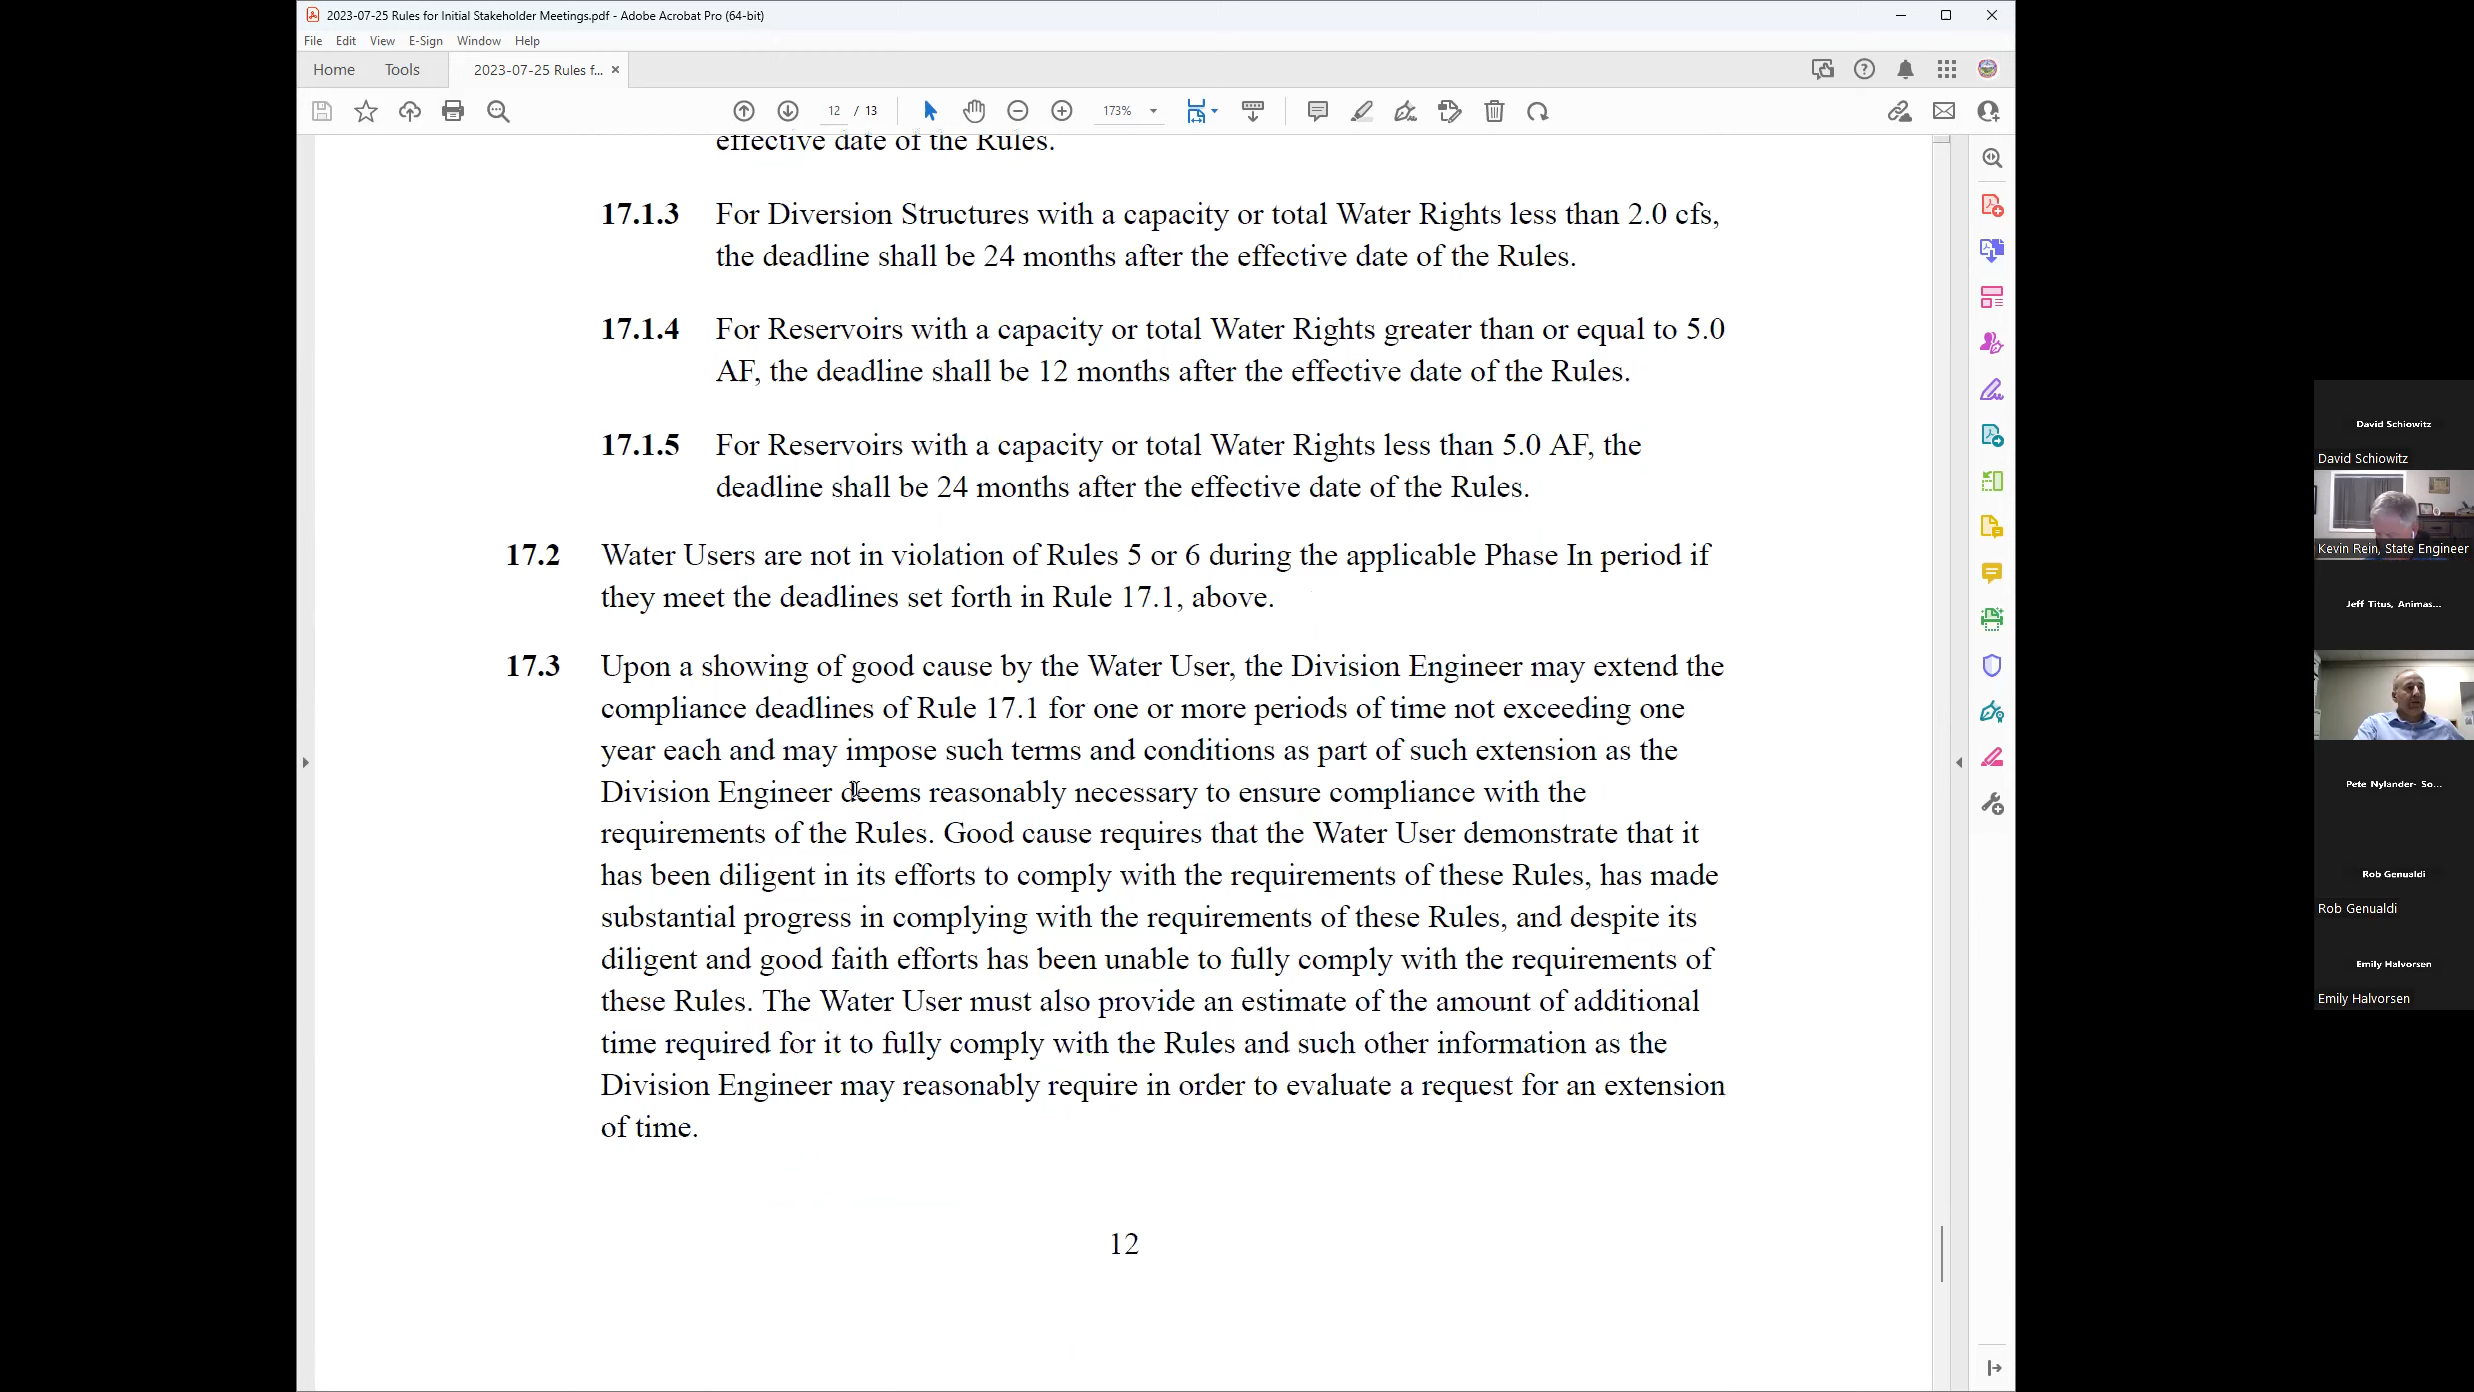 2023-07-25 Rules for Initial Stakeholder Meetings.pdf - Adobe Acrobat Pro (64-bit)
File Edit View E-Sign Window Help
Home Tools 2023-07-25 Rules f... ×
12 / 13 173%
effective date of the Rules.
17.1.3 For Diversion Structures with a capacity or total Water Rights less than 2.0 cfs,
the deadline shall be 24 months after the effective date of the Rules.
17.1.4 For Reservoirs with a capacity or total Water Rights greater than or equal to 5.0
AF, the deadline shall be 12 months after the effective date of the Rules.
17.1.5 For Reservoirs with a capacity or total Water Rights less than 5.0 AF, the
deadline shall be 24 months after the effective date of the Rules.
17.2 Water Users are not in violation of Rules 5 or 6 during the applicable Phase In period if
they meet the deadlines set forth in Rule 17.1, above.
17.3 Upon a showing of good cause by the Water User, the Division Engineer may extend the
compliance deadlines of Rule 17.1 for one or more periods of time not exceeding one
year each and may impose such terms and conditions as part of such extension as the
Division Engineer deems reasonably necessary to ensure compliance with the
requirements of the Rules. Good cause requires that the Water User demonstrate that it
has been diligent in its efforts to comply with the requirements of these Rules, has made
substantial progress in complying with the requirements of these Rules, and despite its
diligent and good faith efforts has been unable to fully comply with the requirements of
these Rules. The Water User must also provide an estimate of the amount of additional
time required for it to fully comply with the Rules and such other information as the
Division Engineer may reasonably require in order to evaluate a request for an extension
of time.
12
David Schiowitz
David Schiowitz
Kevin Rein, State Engineer
Jeff Titus, Animas...
Pete Nylander- So...
Rob Genualdi
Rob Genualdi
Emily Halvorsen
Emily Halvorsen